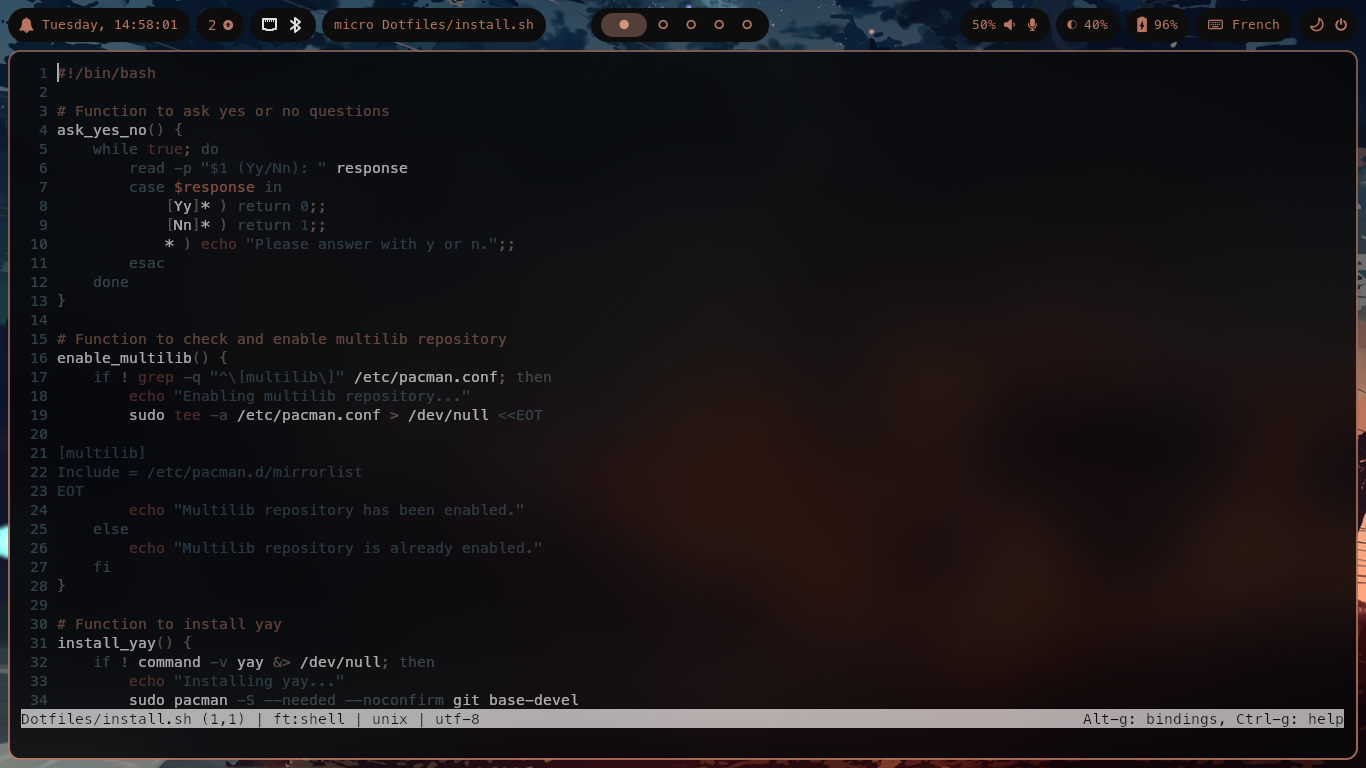 Tuesday, 14:58:01 2 micro Dotfiles/install.sh 50% 40% 96% French
1 #!/bin/bash
2
3 # Function to ask yes or no questions
4 ask_yes_no() {
5     while true; do
6         read -p "$1 (Yy/Nn): " response
7         case $response in
8             [Yy]* ) return 0;;
9             [Nn]* ) return 1;;
10             * ) echo "Please answer with y or n.";;
11         esac
12     done
13 }
14
15 # Function to check and enable multilib repository
16 enable_multilib() {
17     if ! grep -q "^\[multilib\]" /etc/pacman.conf; then
18         echo "Enabling multilib repository..."
19         sudo tee -a /etc/pacman.conf > /dev/null <<EOT
20
21 [multilib]
22 Include = /etc/pacman.d/mirrorlist
23 EOT
24         echo "Multilib repository has been enabled."
25     else
26         echo "Multilib repository is already enabled."
27     fi
28 }
29
30 # Function to install yay
31 install_yay() {
32     if ! command -v yay &> /dev/null; then
33         echo "Installing yay..."
34         sudo pacman -S --needed --noconfirm git base-devel
Dotfiles/install.sh (1,1) | ft:shell | unix | utf-8 Alt-g: bindings, Ctrl-g: help